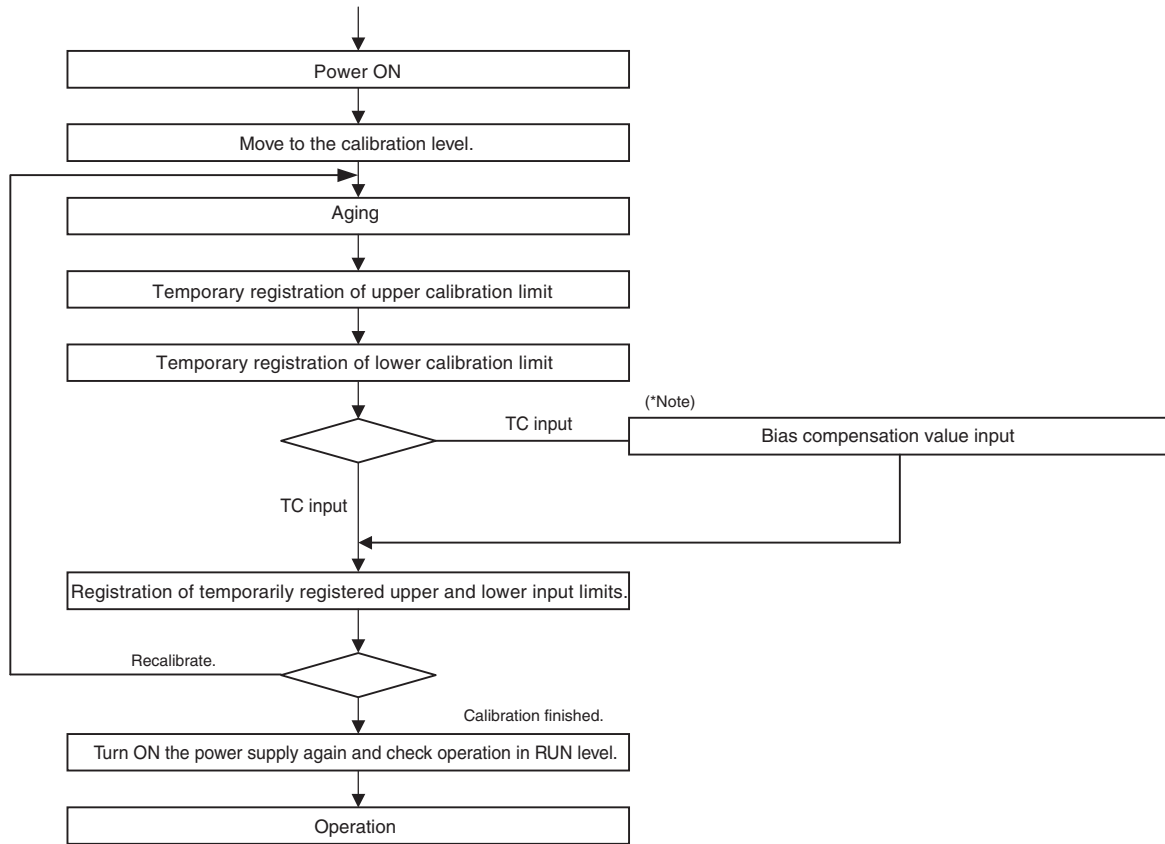 Power ON
Move to the calibration level.
Aging
Temporary registration of upper calibration limit
Temporary registration of lower calibration limit
(*Note)
TC input
Bias compensation value input
TC input
Registration of temporarily registered upper and lower input limits.
Recalibrate.
Calibration finished.
Turn ON the power supply again and check operation in RUN level.
Operation